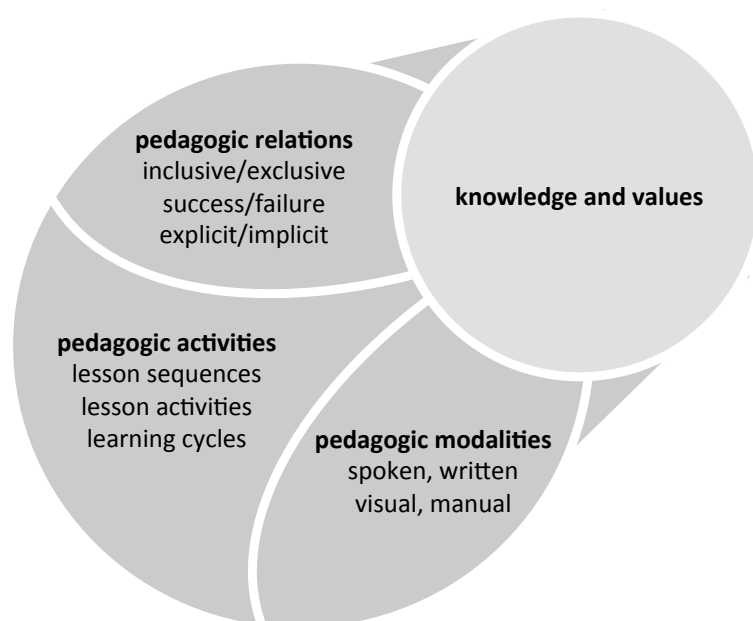 pedagogic relations
inclusive/exclusive
success/failure
explicit/implicit
knowledge and values
pedagogic activities
lesson sequences
lesson activities
learning cycles
pedagogic modalities
spoken, written
visual, manual